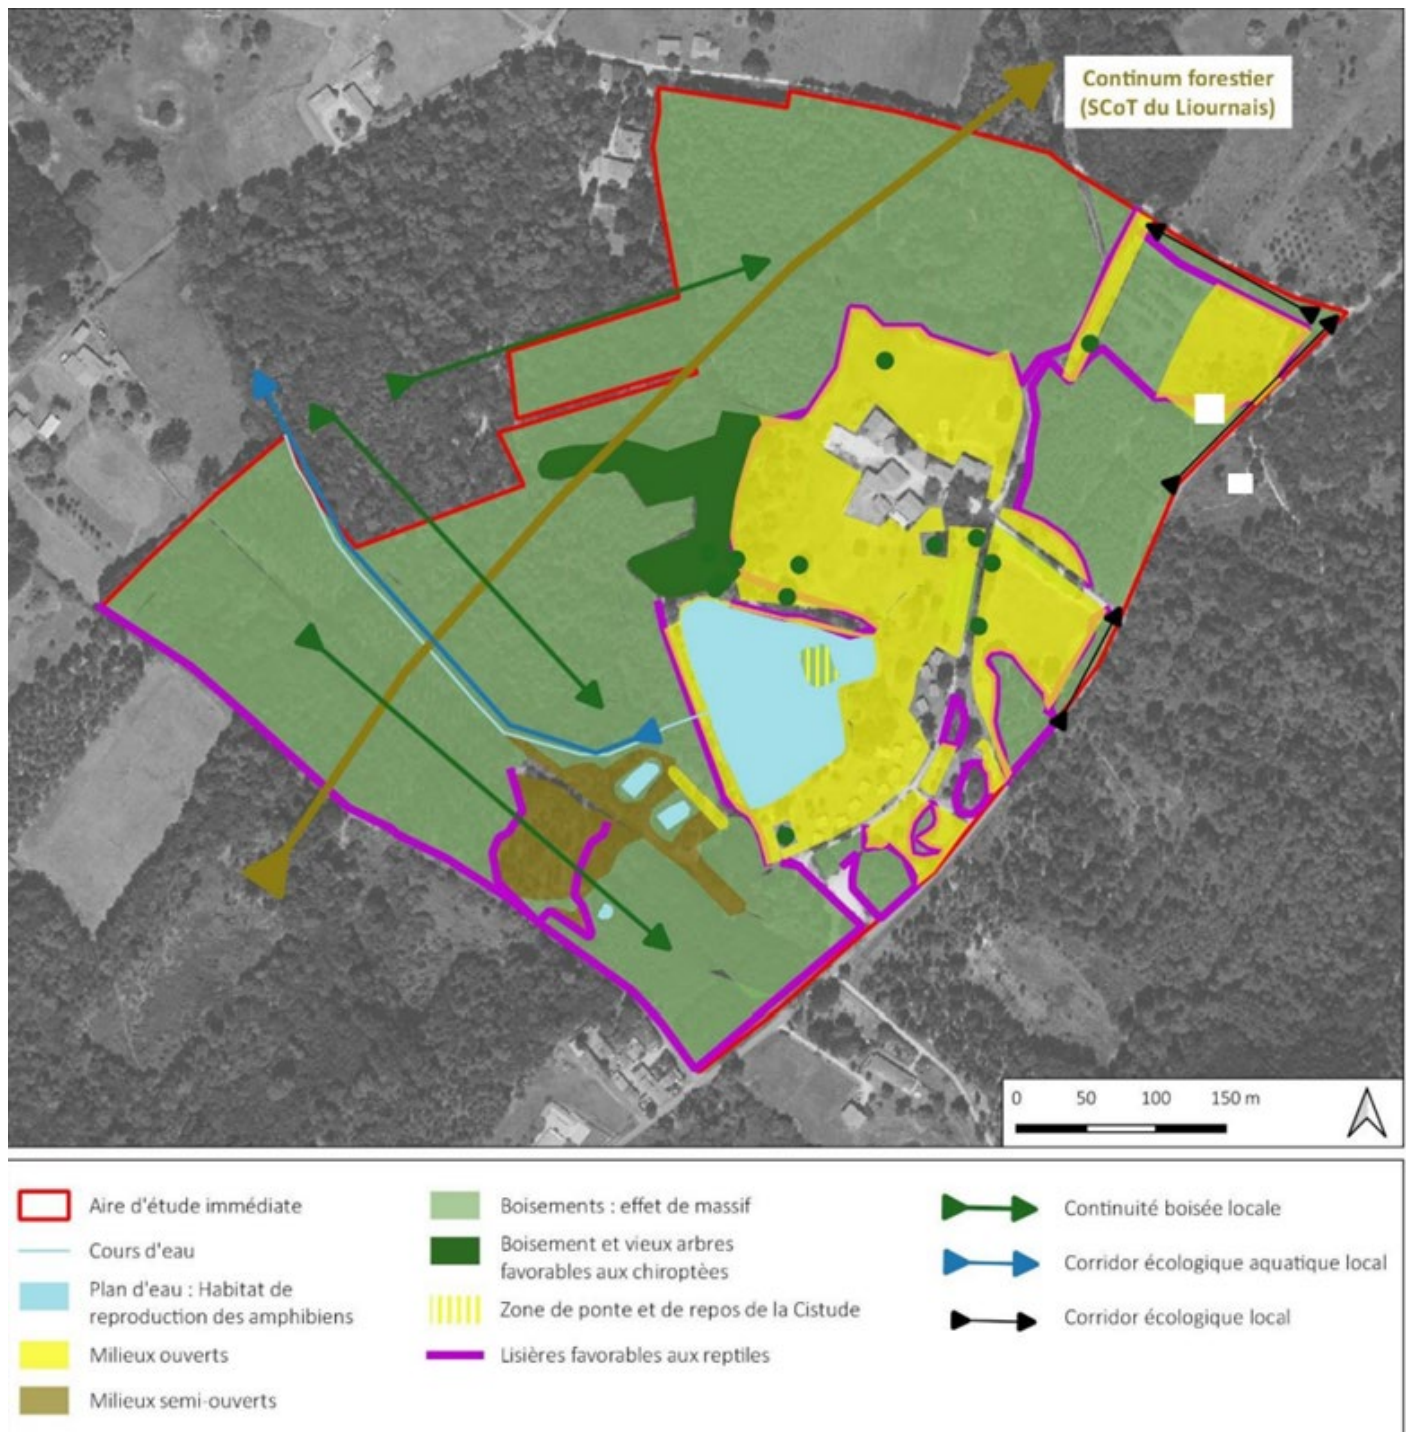 Continum forestier
(SCoT du Liournais)
0 50 100 150 m
Aire d'étude immédiate
Cours d'eau
Plan d'eau : Habitat de
reproduction des amphibiens
Milieux ouverts
Milieux semi-ouverts
Boisements : effet de massif
Boisement et vieux arbres
favorables aux chiroptèes
Zone de ponte et de repos de la Cistude
Lisières favorables aux reptiles
Continuité boisée locale
Corridor écologique aquatique local
Corridor écologique local